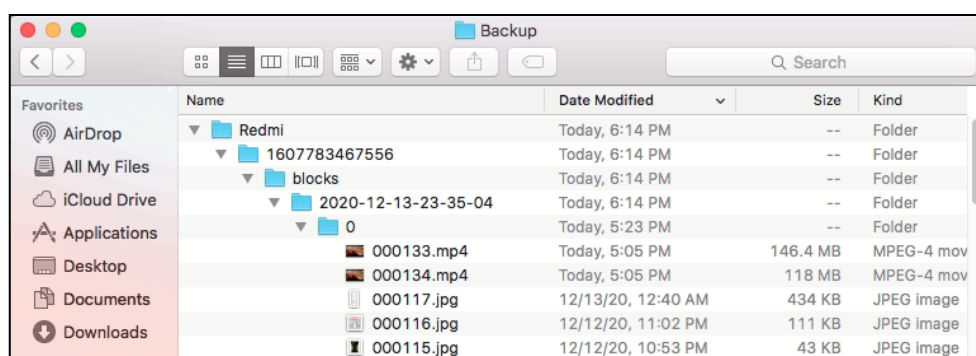 Backup
Search
Favorites
AirDrop
All My Files
iCloud Drive
Applications
Desktop
Documents
Downloads
Name Date Modified Size Kind
Redmi Today, 6:14 PM -- Folder
1607783467556 Today, 6:14 PM -- Folder
blocks Today, 6:14 PM -- Folder
2020-12-13-23-35-04 Today, 6:14 PM -- Folder
0 Today, 5:23 PM -- Folder
000133.mp4 Today, 5:05 PM 146.4 MB MPEG-4 mov
000134.mp4 Today, 5:05 PM 118 MB MPEG-4 mov
000117.jpg 12/13/20, 12:40 AM 434 KB JPEG image
000116.jpg 12/12/20, 11:02 PM 111 KB JPEG image
000115.jpg 12/12/20, 10:53 PM 43 KB JPEG image